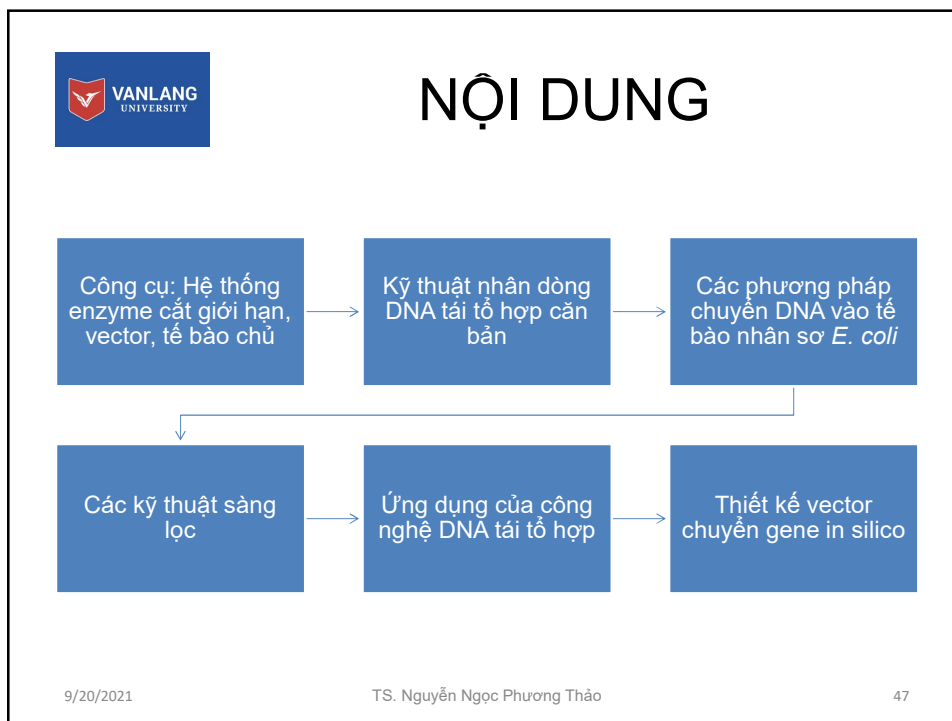 VANLANG
UNIVERSITY
NỘI DUNG
Công cụ: Hệ thống
enzyme cắt giới hạn,
vector, tế bào chủ
Kỹ thuật nhân dòng
DNA tái tổ hợp căn
bản
Các phương pháp
chuyển DNA vào tế
bào nhân sơ E. coli
Các kỹ thuật sàng
lọc
Ứng dụng của công
nghệ DNA tái tổ hợp
Thiết kế vector
chuyển gene in silico
9/20/2021
TS. Nguyễn Ngọc Phương Thảo
47